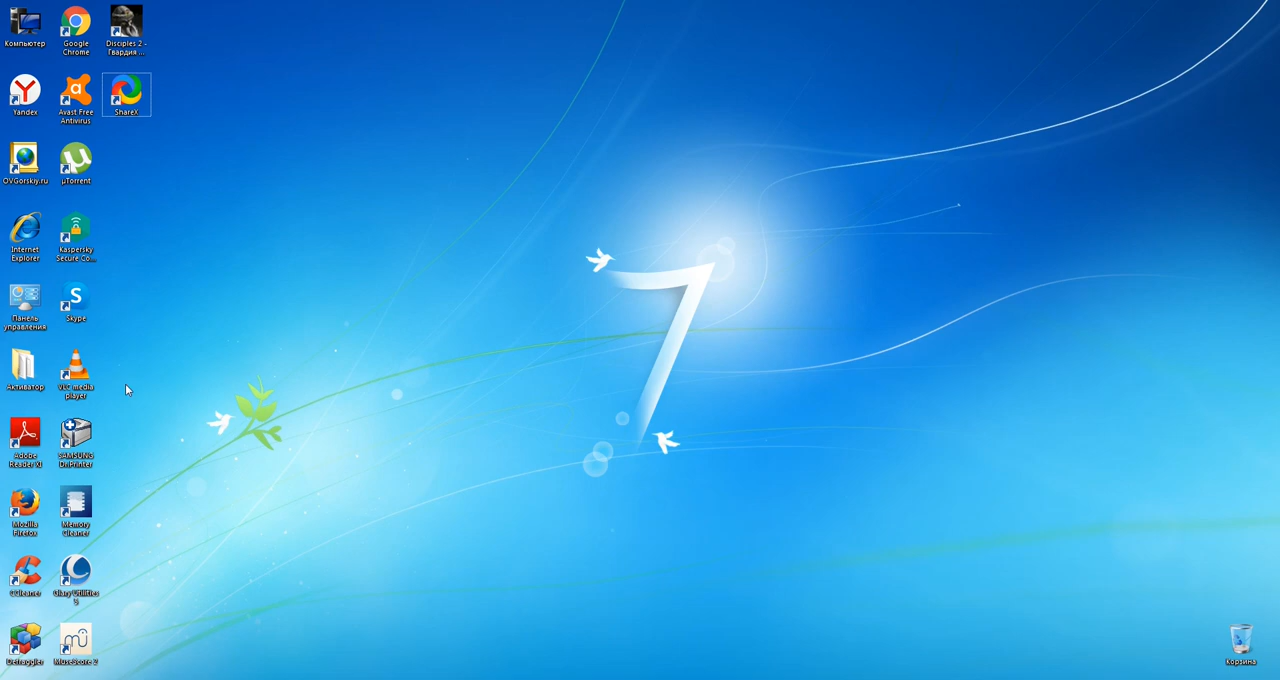 Компьютер
Google
Chrome
Disciples 2 -
Гвардия ...
Yandex
Avast Free
Antivirus
ShareX
OVGorskiy.ru
µTorrent
Internet
Explorer
Kaspersky
Secure Co...
Панель
управления
Skype
Активатор
VLC media
player
Adobe
Reader XI
SAMSUNG
DrPrinter
Mozilla
Firefox
Memory
Cleaner
CCleaner
Glary Utilities
5
Defraggler
MuseScore 2
7
Корзина